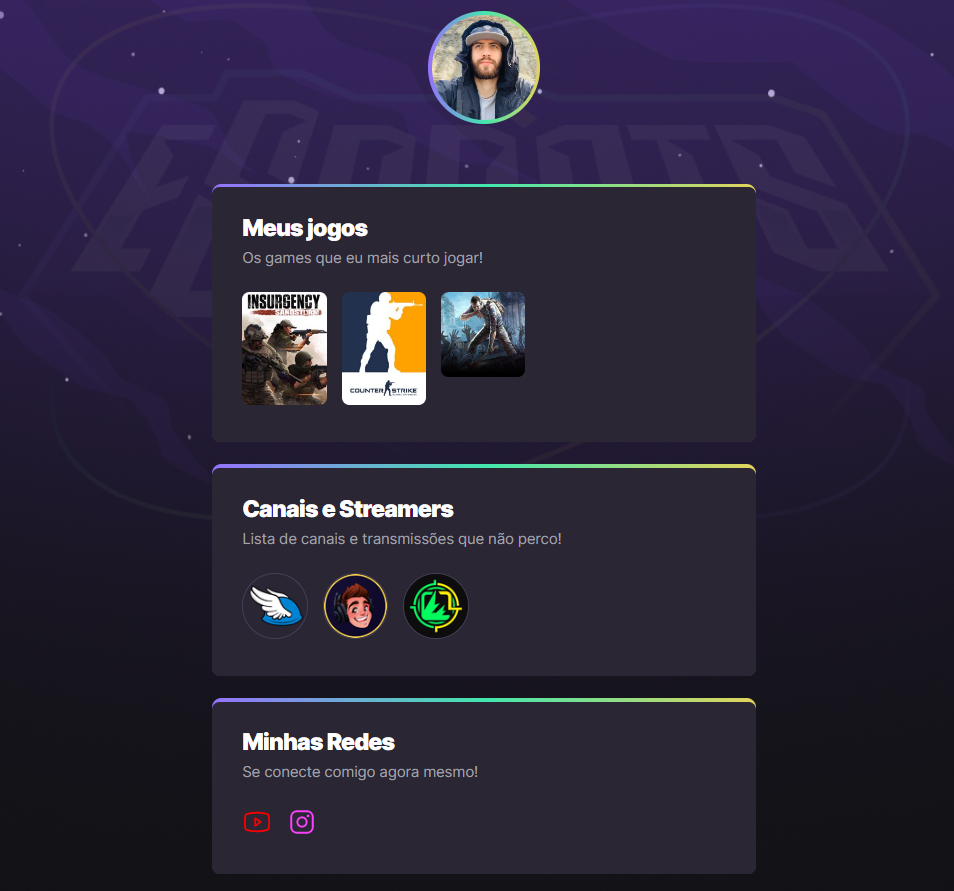 ESPORTS
Meus jogos
Os games que eu mais curto jogar!
INSURGENCY
SANDSTORM
COUNTER STRIKE
Canais e Streamers
Lista de canais e transmissões que não perco!
Minhas Redes
Se conecte comigo agora mesmo!